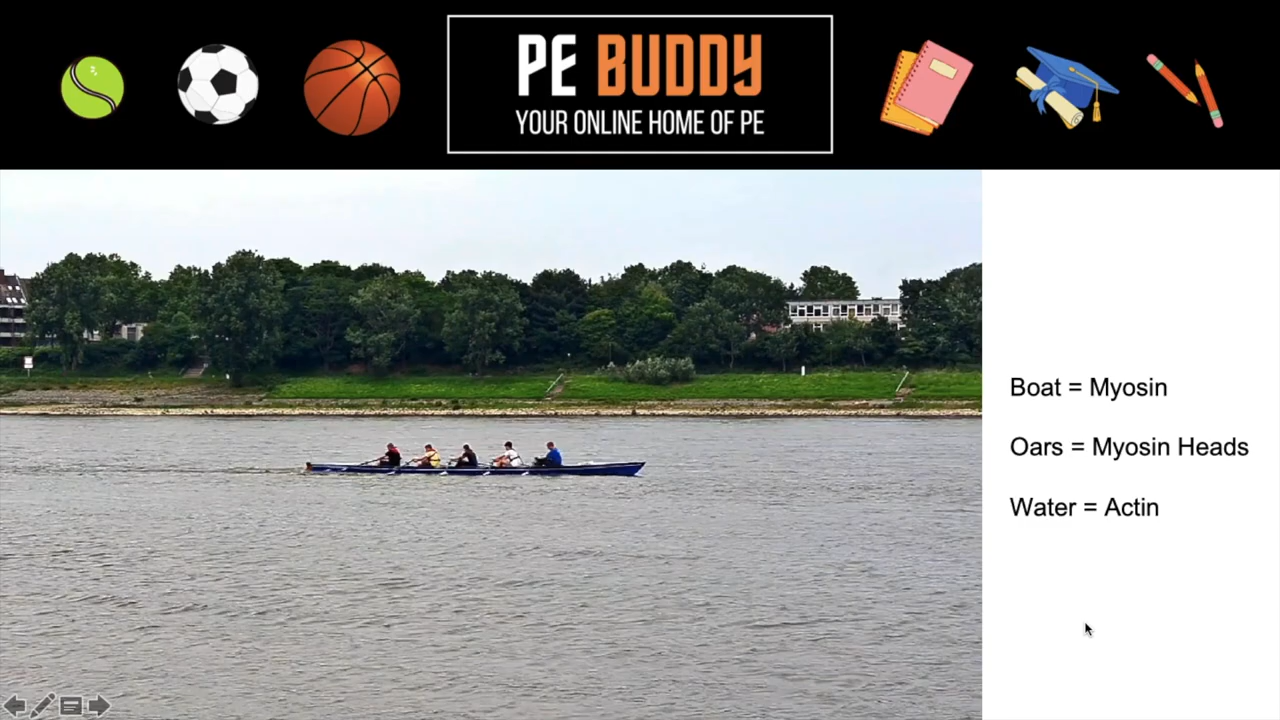 PE BUDDY
YOUR ONLINE HOME OF PE
Boat = Myosin
Oars = Myosin Heads
Water = Actin